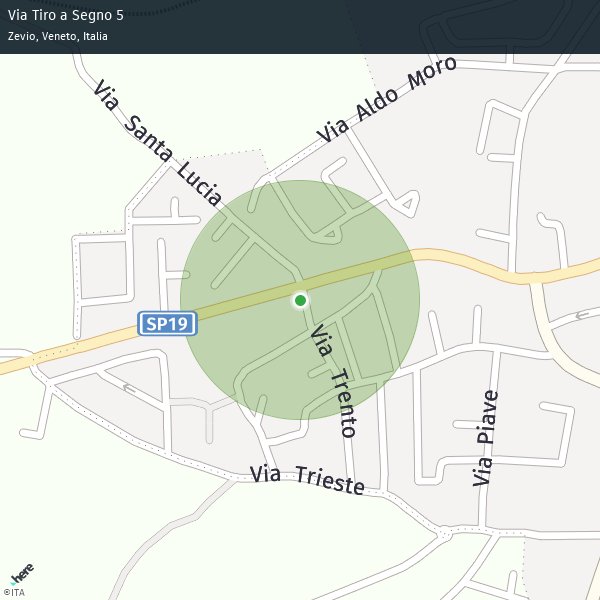 Via Tiro a Segno 5
Zevio, Veneto, Italia
Via Aldo Moro
Via Santa Lucia
SP19
Via Trento
Via Piave
Via Trieste
here
©ITA